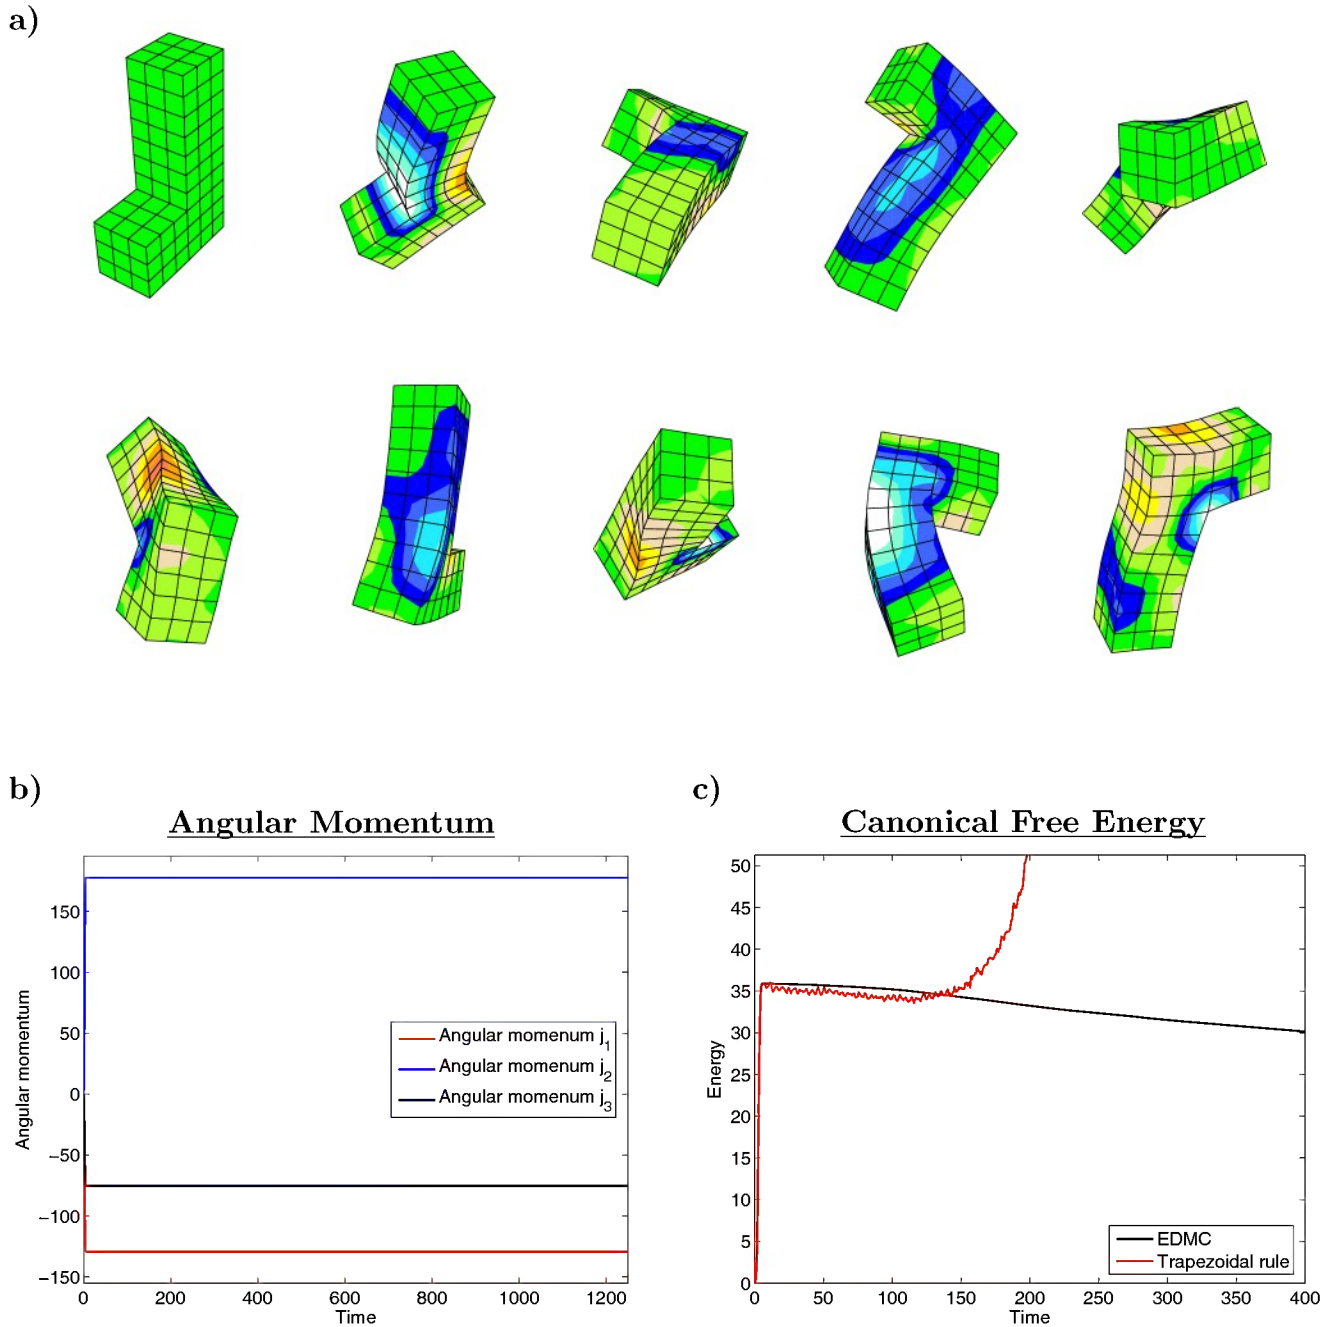 a)
b)
Angular Momentum
150
100
50
0
−50
−100
−150
0
200
400
600
800
1000
1200
Angular momentum
Time
Angular momenum j1
Angular momenum j2
Angular momenum j3
c)
Canonical Free Energy
50
45
40
35
30
25
20
15
10
5
0
0
50
100
150
200
250
300
350
400
Energy
Time
EDMC
Trapezoidal rule